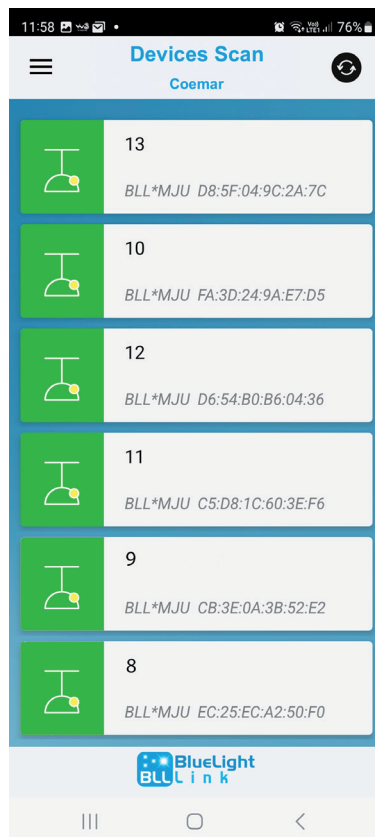 11:58
76%
Devices Scan
Coemar
13
BLL*MJU D8:5F:04:9C:2A:7C
10
BLL*MJU FA:3D:24:9A:E7:D5
12
BLL*MJU D6:54:B0:B6:04:36
11
BLL*MJU C5:D8:1C:60:3E:F6
9
BLL*MJU CB:3E:0A:3B:52:E2
8
BLL*MJU EC:25:EC:A2:50:F0
BLL BlueLight
Link